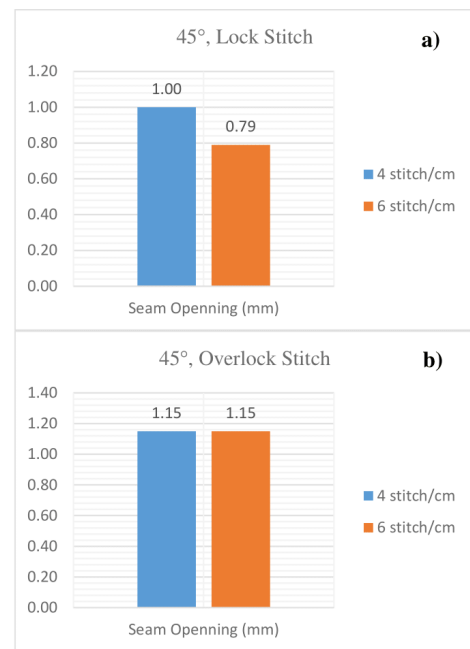 45°, Lock Stitch
a)
1.20
1.00
0.80
0.60
0.40
0.20
0.00
1.00
0.79
Seam Openning (mm)
4 stitch/cm
6 stitch/cm
45°, Overlock Stitch
b)
1.40
1.20
1.00
0.80
0.60
0.40
0.20
0.00
1.15
1.15
Seam Openning (mm)
4 stitch/cm
6 stitch/cm